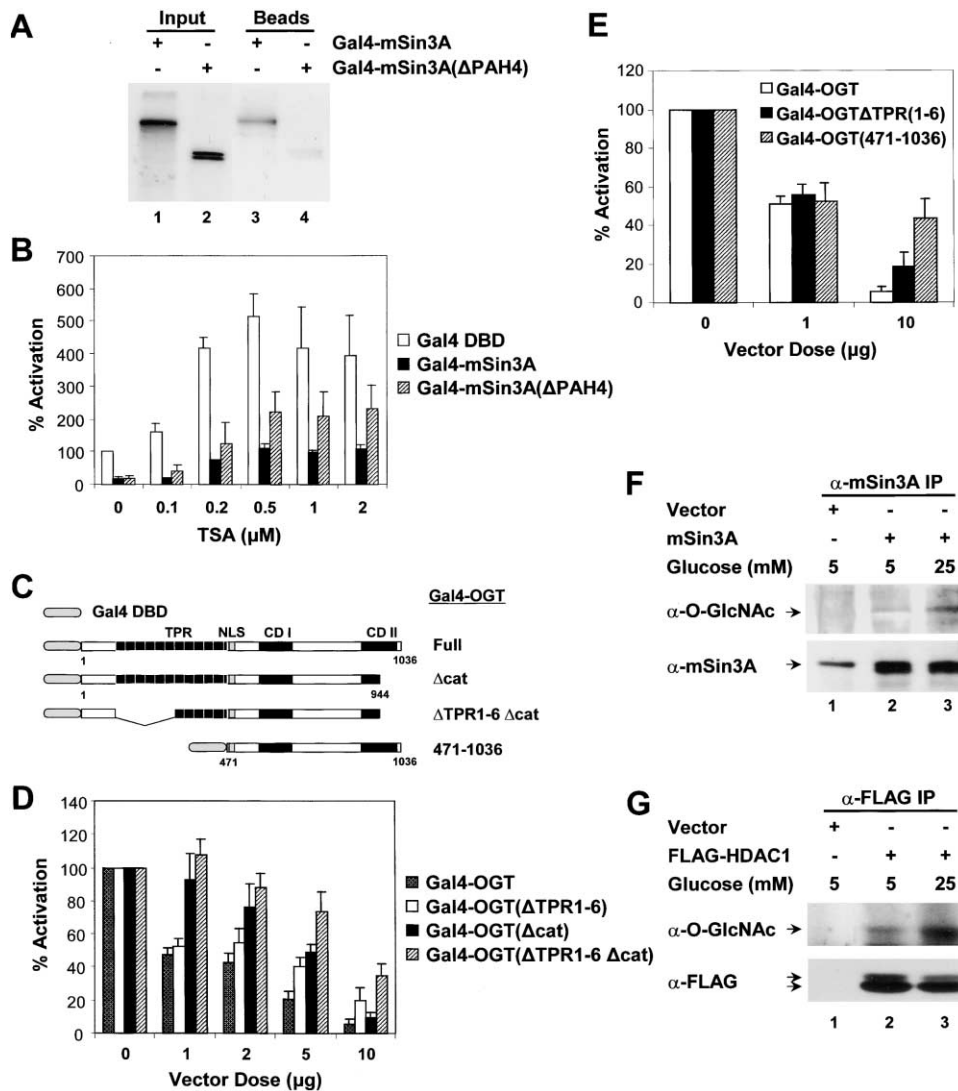 A
Input Beads
+ - + - Gal4-mSin3A
- + - + Gal4-mSin3A(ΔPAH4)
1 2 3 4
B
% Activation
700
600
500
400
300
200
100
0
0 0.1 0.2 0.5 1 2
TSA (µM)
Gal4 DBD
Gal4-mSin3A
Gal4-mSin3A(ΔPAH4)
C
Gal4 DBD
Gal4-OGT
TPR NLS CD I CD II
Full
1 1036
Δcat
1 944
ΔTPR1-6 Δcat
471-1036
471 1036
D
% Activation
140
120
100
80
60
40
20
0
0 1 2 5 10
Vector Dose (µg)
Gal4-OGT
Gal4-OGT(ΔTPR1-6)
Gal4-OGT(Δcat)
Gal4-OGT(ΔTPR1-6 Δcat)
E
% Activation
120
100
80
60
40
20
0
0 1 10
Vector Dose (µg)
Gal4-OGT
Gal4-OGTΔTPR(1-6)
Gal4-OGT(471-1036)
F
α-mSin3A IP
Vector + - -
mSin3A - + +
Glucose (mM) 5 5 25
α-O-GlcNAc
α-mSin3A
1 2 3
G
α-FLAG IP
Vector + - -
FLAG-HDAC1 - + +
Glucose (mM) 5 5 25
α-O-GlcNAc
α-FLAG
1 2 3